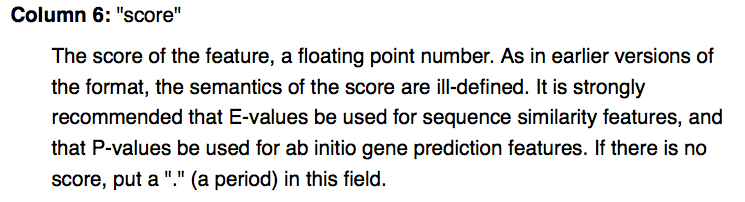 Column 6: "score"
The score of the feature, a floating point number. As in earlier versions of
the format, the semantics of the score are ill-defined. It is strongly
recommended that E-values be used for sequence similarity features, and
that P-values be used for ab initio gene prediction features. If there is no
score, put a "." (a period) in this field.